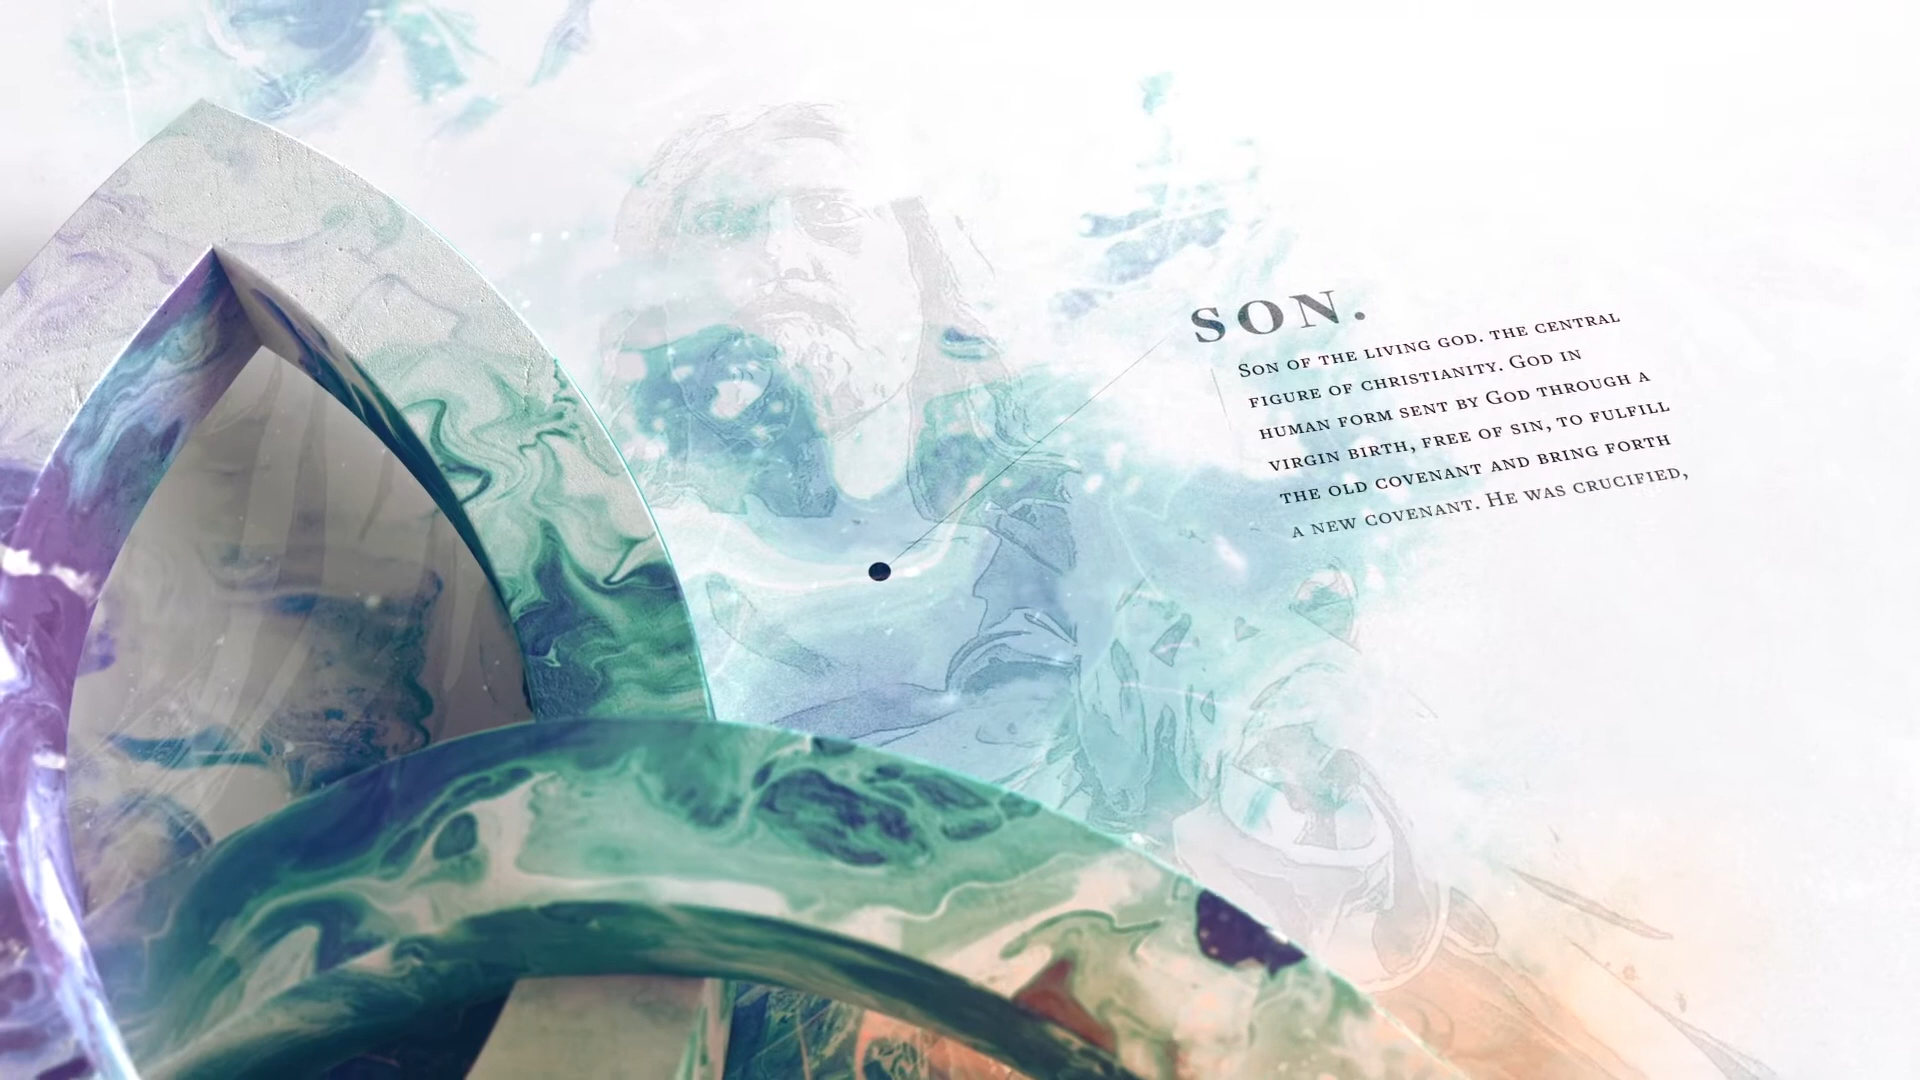 SON.
Son of the living god. the central
figure of christianity. God in
human form sent by God through a
virgin birth, free of sin, to fulfill
the old covenant and bring forth
a new covenant. He was crucified,